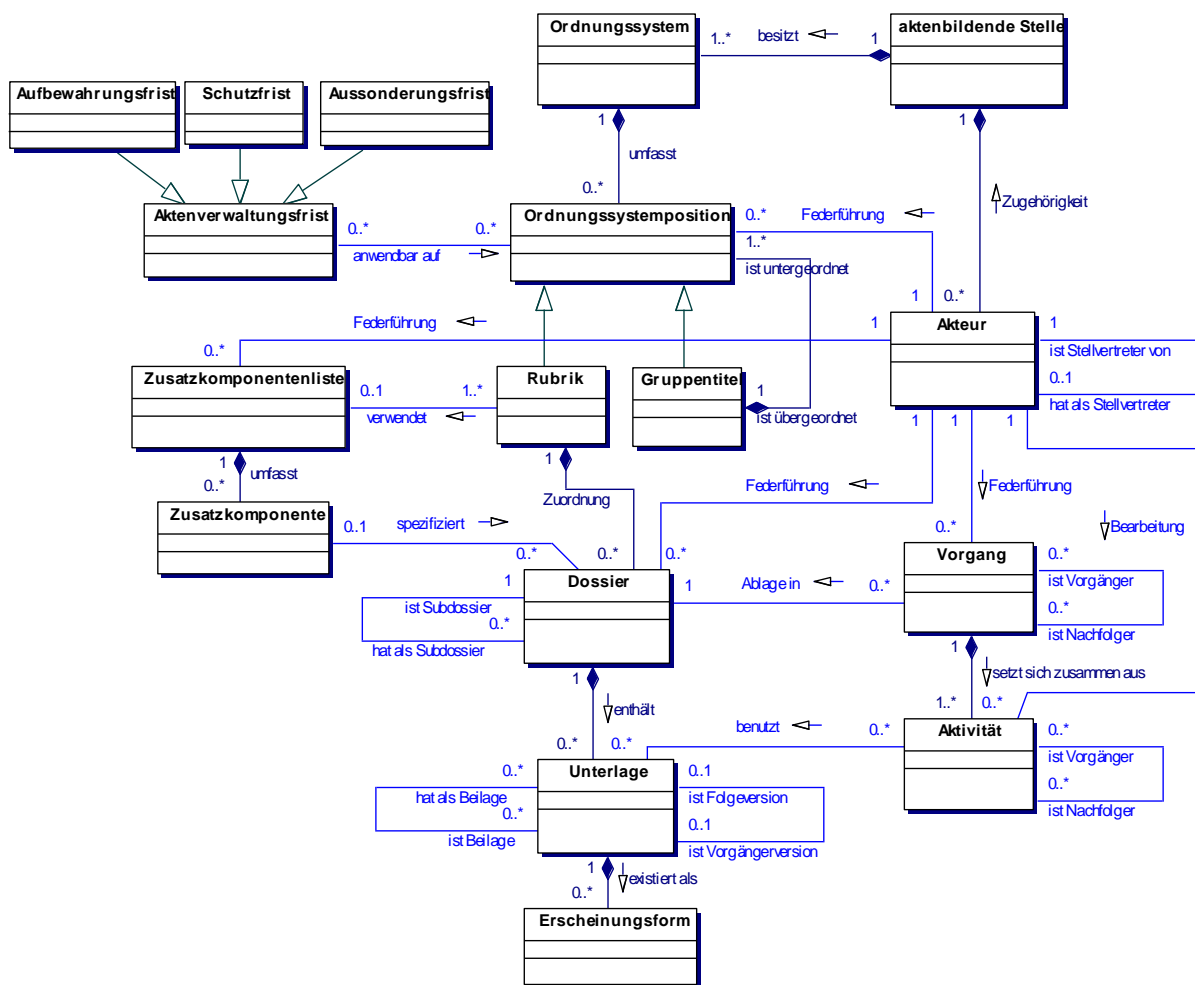 Ordnungssystem
aktenbildende Stelle
1..*
besitzt
1
Aufbewahrungsfrist
Schutzfrist
Aussonderungsfrist
1
1
umfasst
0..*
Zugehörigkeit
Aktenverwaltungsfrist
Ordnungssystemposition
0..*
Federführung
0..*
0..*
1..*
anwendbar auf
ist untergeordnet
1
0..*
Federführung
1
Akteur
1
ist Stellvertreter von
0..*
Zusatzkomponentenliste
Rubrik
Gruppentitel
0..1
1..*
1
0..1
verwendet
ist übergeordnet
hat als Stellvertreter
1
1
1
1
1
umfasst
0..*
Zuordnung
Federführung
Federführung
Zusatzkomponente
0..1
spezifiziert
Bearbeitung
0..*
0..*
0..*
0..*
Dossier
Vorgang
0..*
1
1
Ablage in
0..*
ist Vorgänger
ist Subdossier
0..*
0..*
hat als Subdossier
ist Nachfolger
1
1
setzt sich zusammen aus
enthält
1..*
0..*
0..*
0..*
benutzt
0..*
Aktivität
0..*
ist Vorgänger
Unterlage
0..*
0..1
0..*
hat als Beilage
ist Folgeversion
ist Nachfolger
0..*
0..1
ist Beilage
ist Vorgängerversion
1
existiert als
0..*
Erscheinungsform